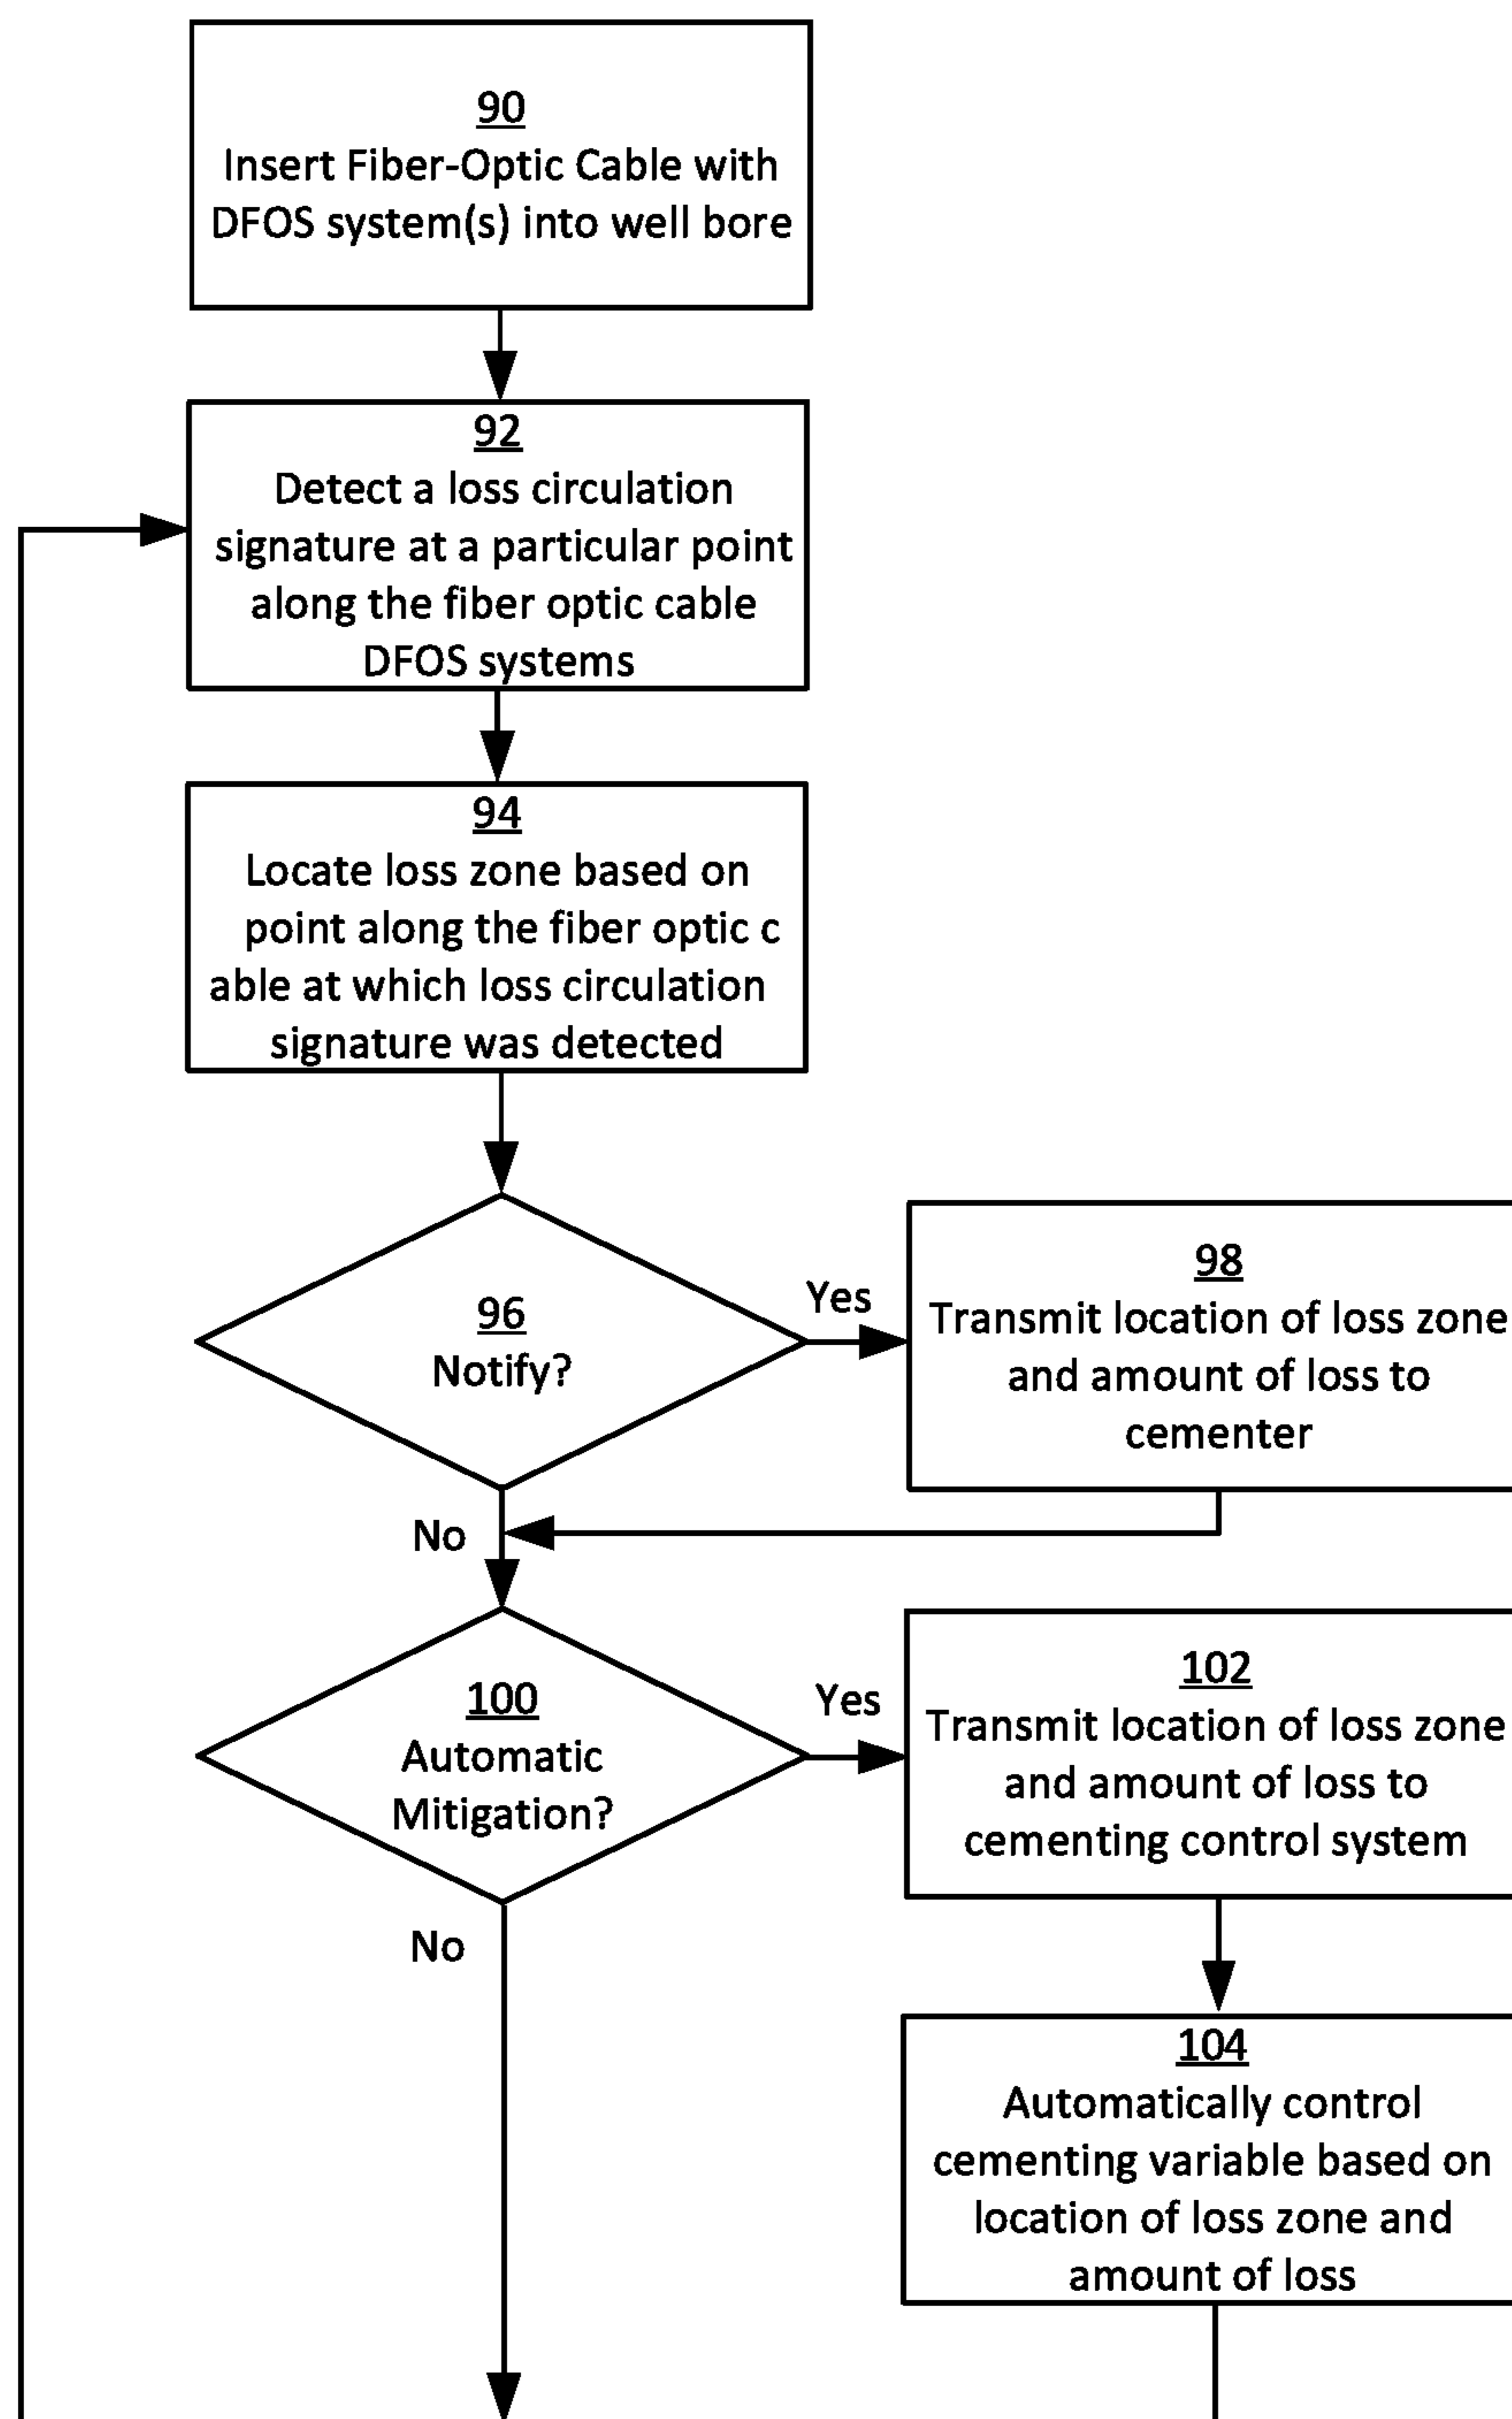 90
Insert Fiber-Optic Cable with
DFOS system(s) into well bore
92
Detect a loss circulation
signature at a particular point
along the fiber optic cable
DFOS systems
94
Locate loss zone based on
point along the fiber optic c
able at which loss circulation
signature was detected
96
Notify?
Yes
98
Transmit location of loss zone
and amount of loss to
cementer
No
100
Automatic
Mitigation?
Yes
102
Transmit location of loss zone
and amount of loss to
cementing control system
No
104
Automatically control
cementing variable based on
location of loss zone and
amount of loss